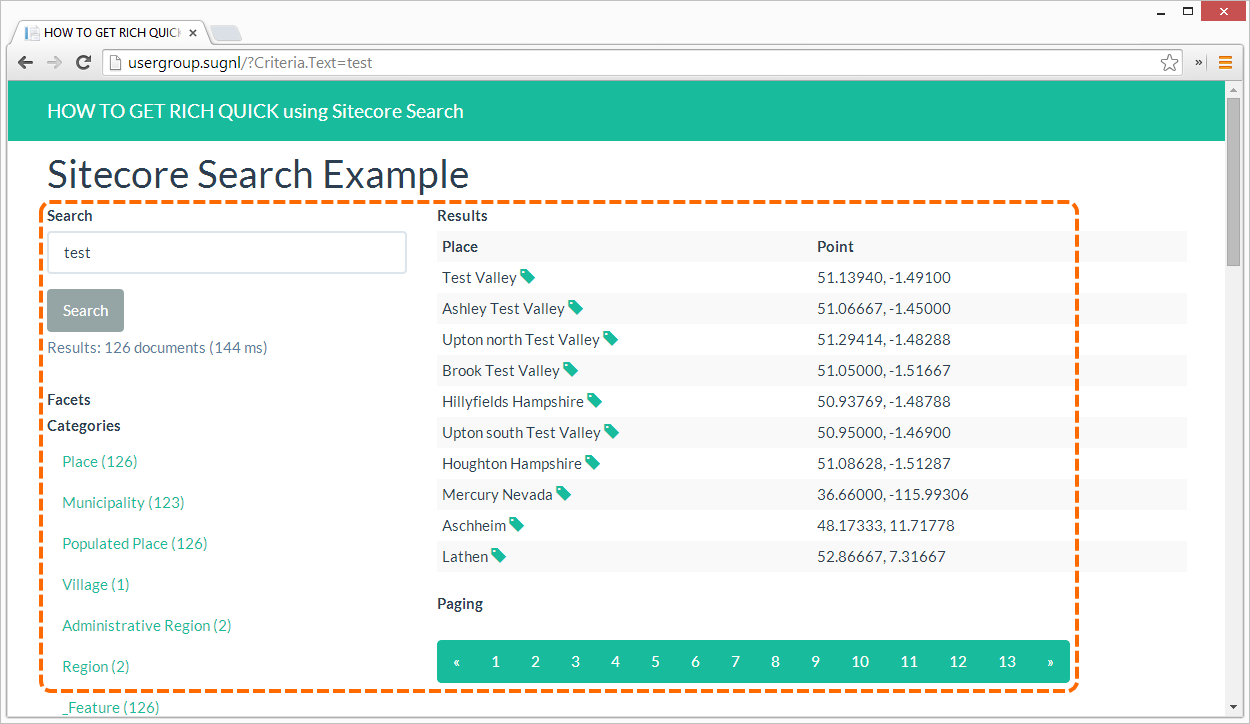 HOW TO GET RICH QUICK
usergroup.sugnl/?Criteria.Text=test
HOW TO GET RICH QUICK using Sitecore Search
Sitecore Search Example
Search
test
Search
Results: 126 documents (144 ms)
Facets
Categories
Place (126)
Municipality (123)
Populated Place (126)
Village (1)
Administrative Region (2)
Region (2)
_Feature (126)
Results
Place Point
Test Valley 51.13940, -1.49100
Ashley Test Valley 51.06667, -1.45000
Upton north Test Valley 51.29414, -1.48288
Brook Test Valley 51.05000, -1.51667
Hillyfields Hampshire 50.93769, -1.48788
Upton south Test Valley 50.95000, -1.46900
Houghton Hampshire 51.08628, -1.51287
Mercury Nevada 36.66000, -115.99306
Aschheim 48.17333, 11.71778
Lathen 52.86667, 7.31667
Paging
« 1 2 3 4 5 6 7 8 9 10 11 12 13 »